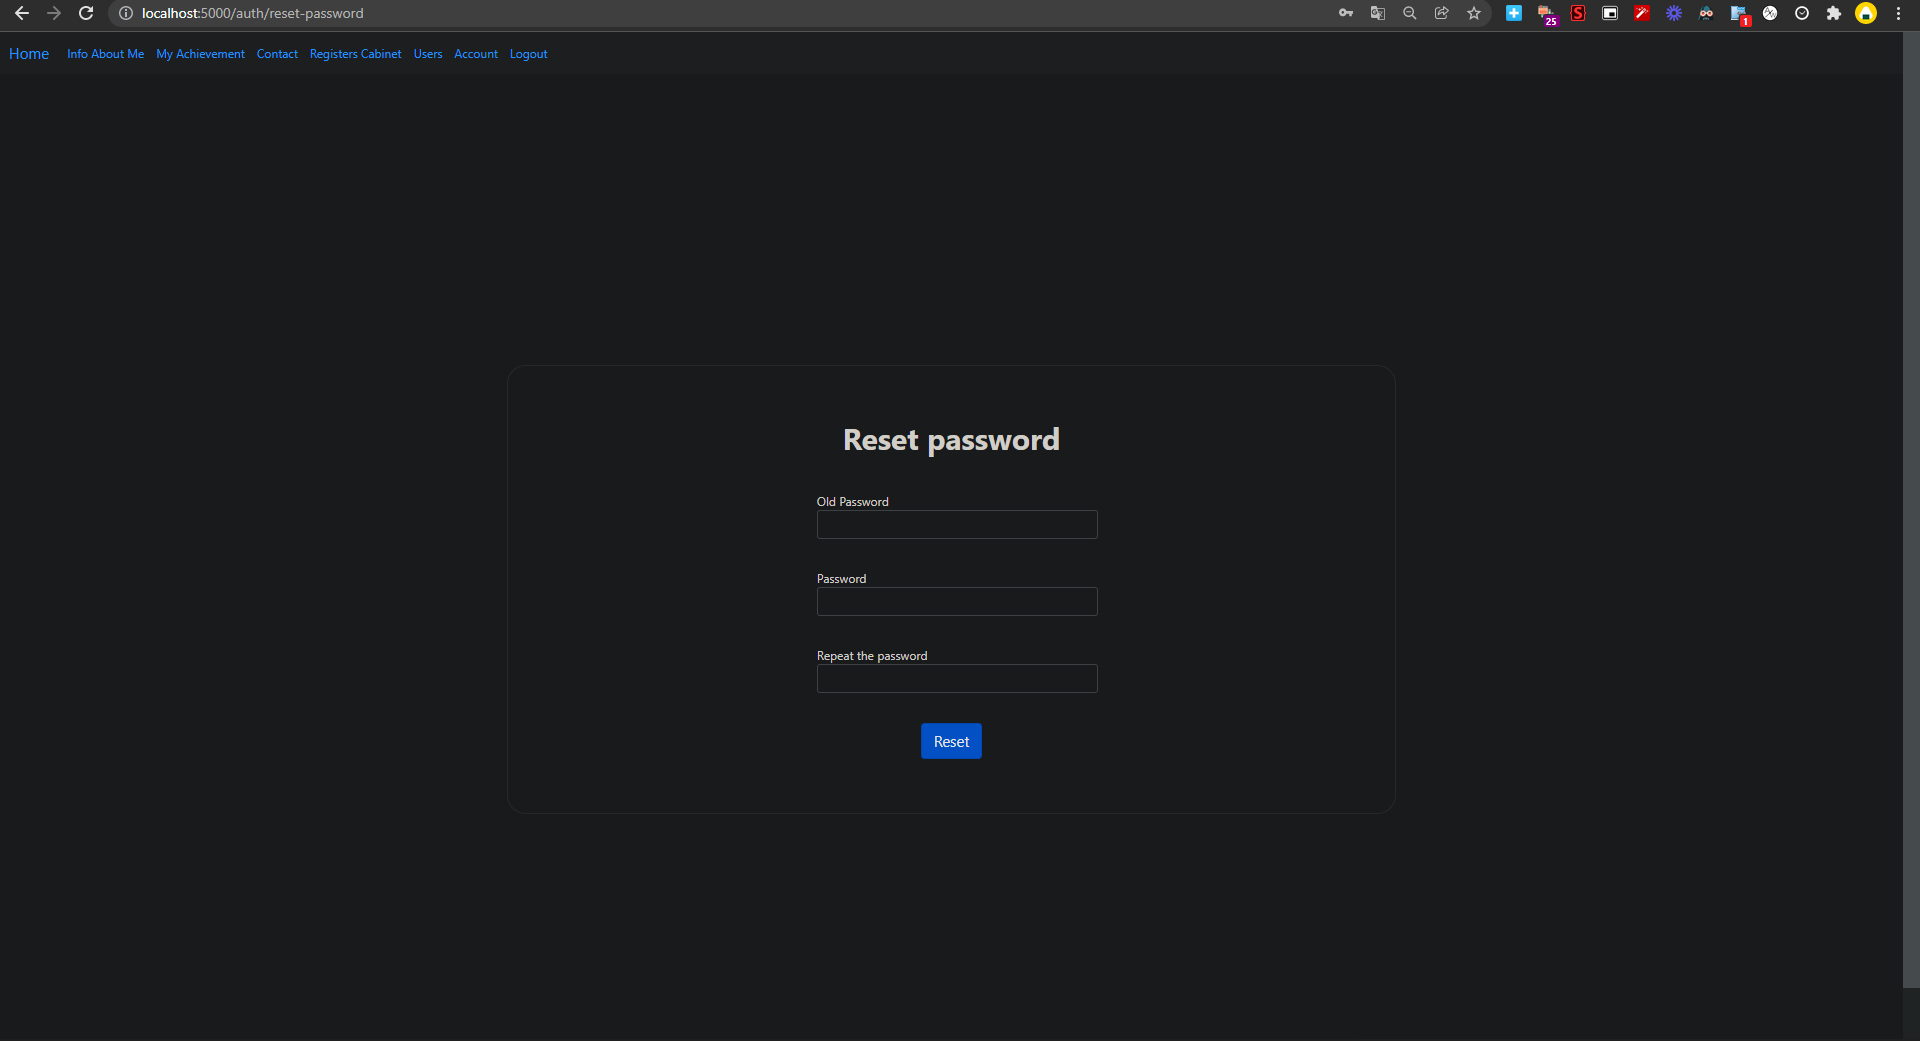 localhost:5000/auth/reset-password
25
S
1
Home Info About Me My Achievement Contact Registers Cabinet Users Account Logout
Reset password
Old Password
Password
Repeat the password
Reset